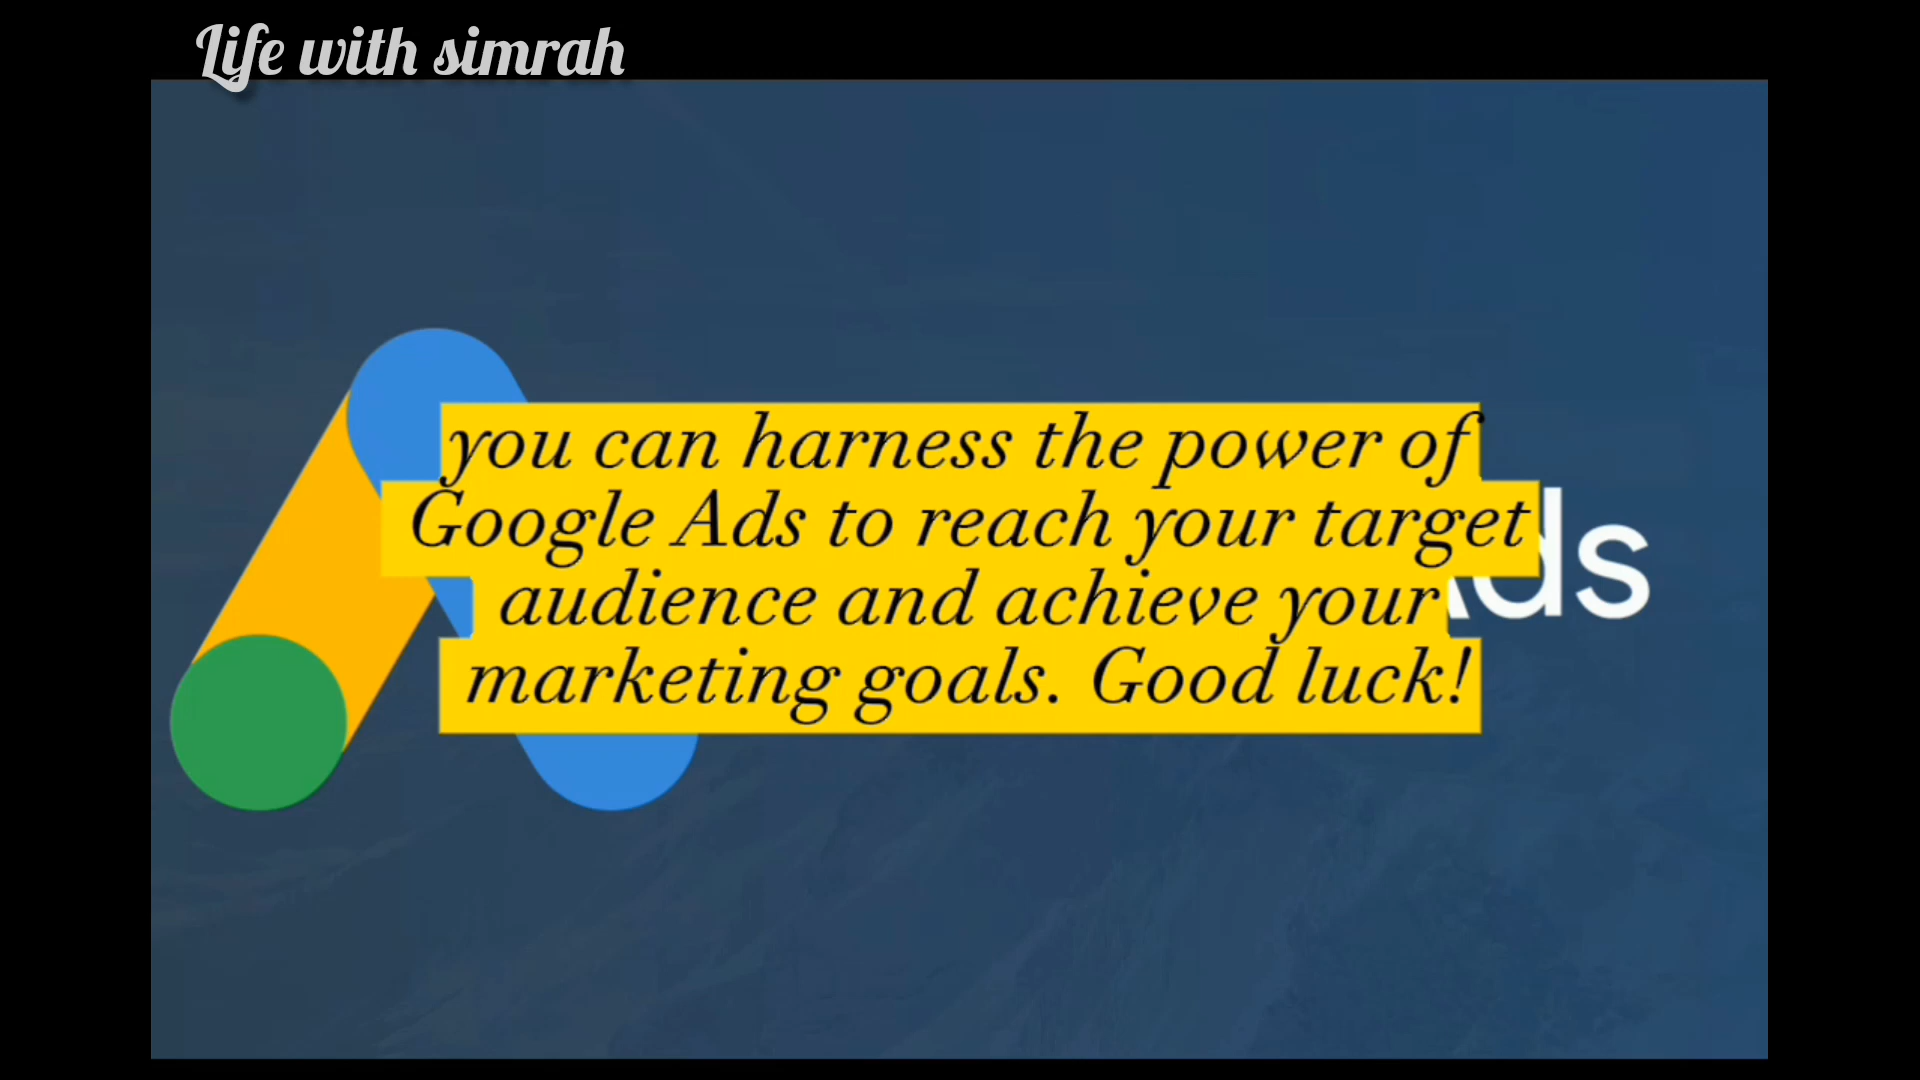 Life with simrah
you can harness the power of
Google Ads to reach your target
audience and achieve your
marketing goals. Good luck!